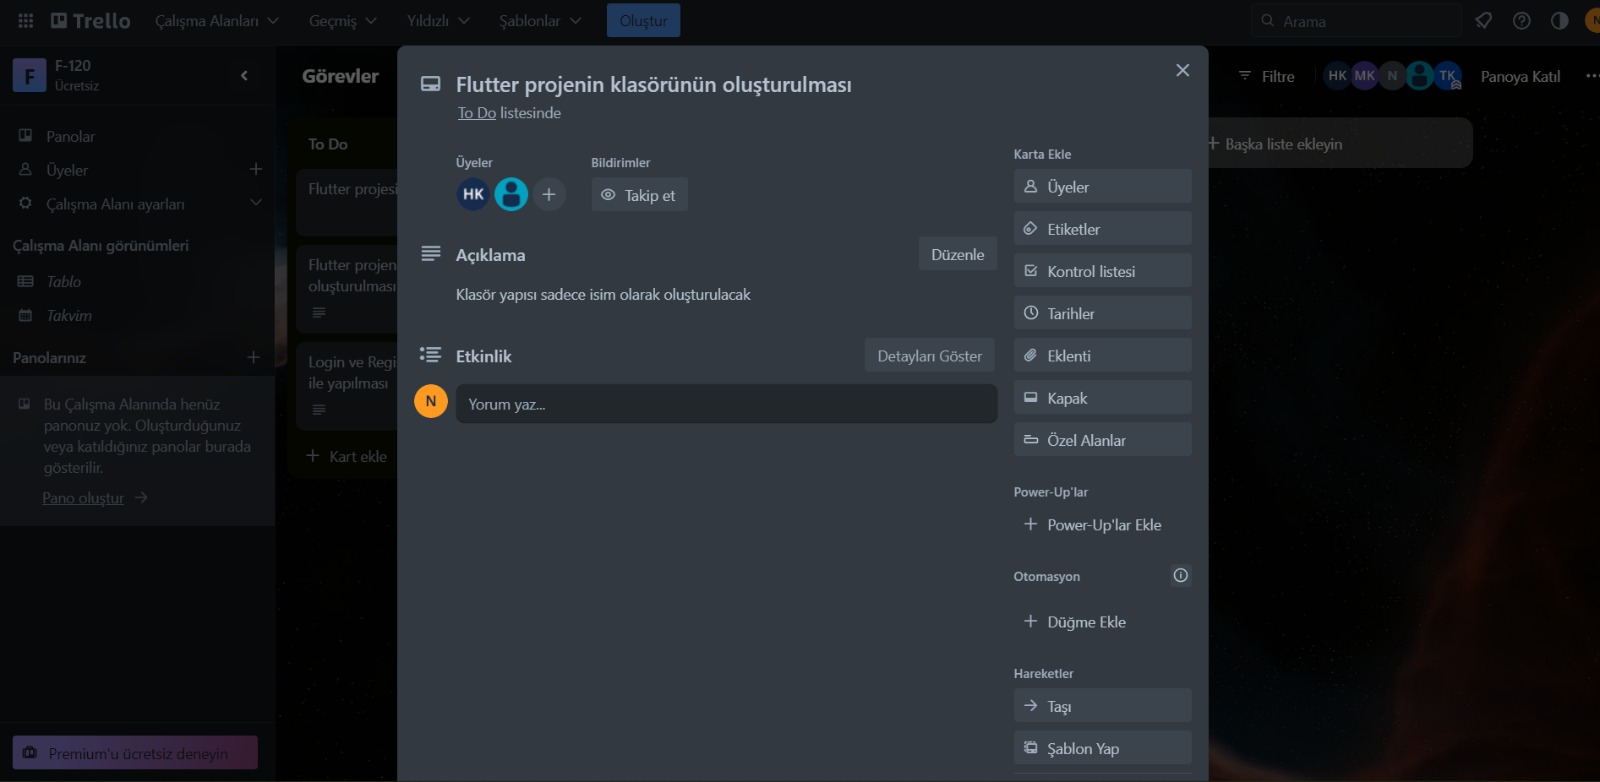 Trello
Çalışma Alanları
Geçmiş
Yıldızlı
Şablonlar
Oluştur
Arama
N
F
F-120
Ücretsiz
Panolar
Üyeler
Çalışma Alanı ayarları
Çalışma Alanı görünümleri
Tablo
Takvim
Panolarınız
Bu Çalışma Alanında henüz
panonuz yok. Oluşturduğunuz
veya katıldığınız panolar burada
gösterilir.
Pano oluştur
Premium'u ücretsiz deneyin
Görevler
Filtre
HK
MK
N
TK
Panoya Katıl
To Do
Flutter projesi
Flutter projen
oluşturulması
Login ve Regi
ile yapılması
Kart ekle
Başka liste ekleyin
Flutter projenin klasörünün oluşturulması
To Do listesinde
Üyeler
HK
Bildirimler
Takip et
Açıklama
Düzenle
Klasör yapısı sadece isim olarak oluşturulacak
Etkinlik
Detayları Göster
N
Yorum yaz...
Karta Ekle
Üyeler
Etiketler
Kontrol listesi
Tarihler
Eklenti
Kapak
Özel Alanlar
Power-Up'lar
Power-Up'lar Ekle
Otomasyon
Düğme Ekle
Hareketler
Taşı
Şablon Yap